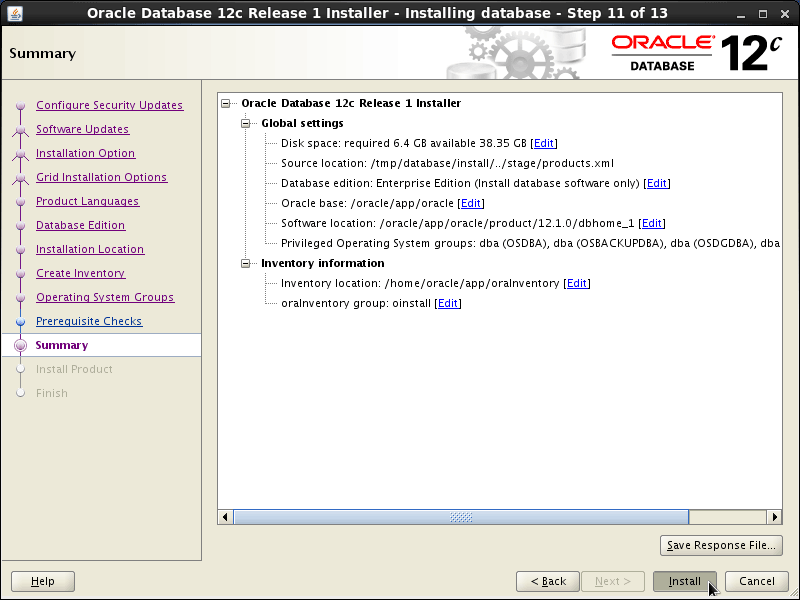 Oracle Database 12c Release 1 Installer - Installing database - Step 11 of 13
Summary
ORACLE
DATABASE
12c
Configure Security Updates
Software Updates
Installation Option
Grid Installation Options
Product Languages
Database Edition
Installation Location
Create Inventory
Operating System Groups
Prerequisite Checks
Summary
Install Product
Finish
Oracle Database 12c Release 1 Installer
Global settings
Disk space: required 6.4 GB available 38.35 GB [Edit]
Source location: /tmp/database/install/../stage/products.xml
Database edition: Enterprise Edition (Install database software only) [Edit]
Oracle base: /oracle/app/oracle [Edit]
Software location: /oracle/app/oracle/product/12.1.0/dbhome_1 [Edit]
Privileged Operating System groups: dba (OSDBA), dba (OSBACKUPDBA), dba (OSDGDBA), dba
Inventory information
Inventory location: /home/oracle/app/oraInventory [Edit]
oraInventory group: oinstall [Edit]
Save Response File...
Help
< Back
Next >
Install
Cancel